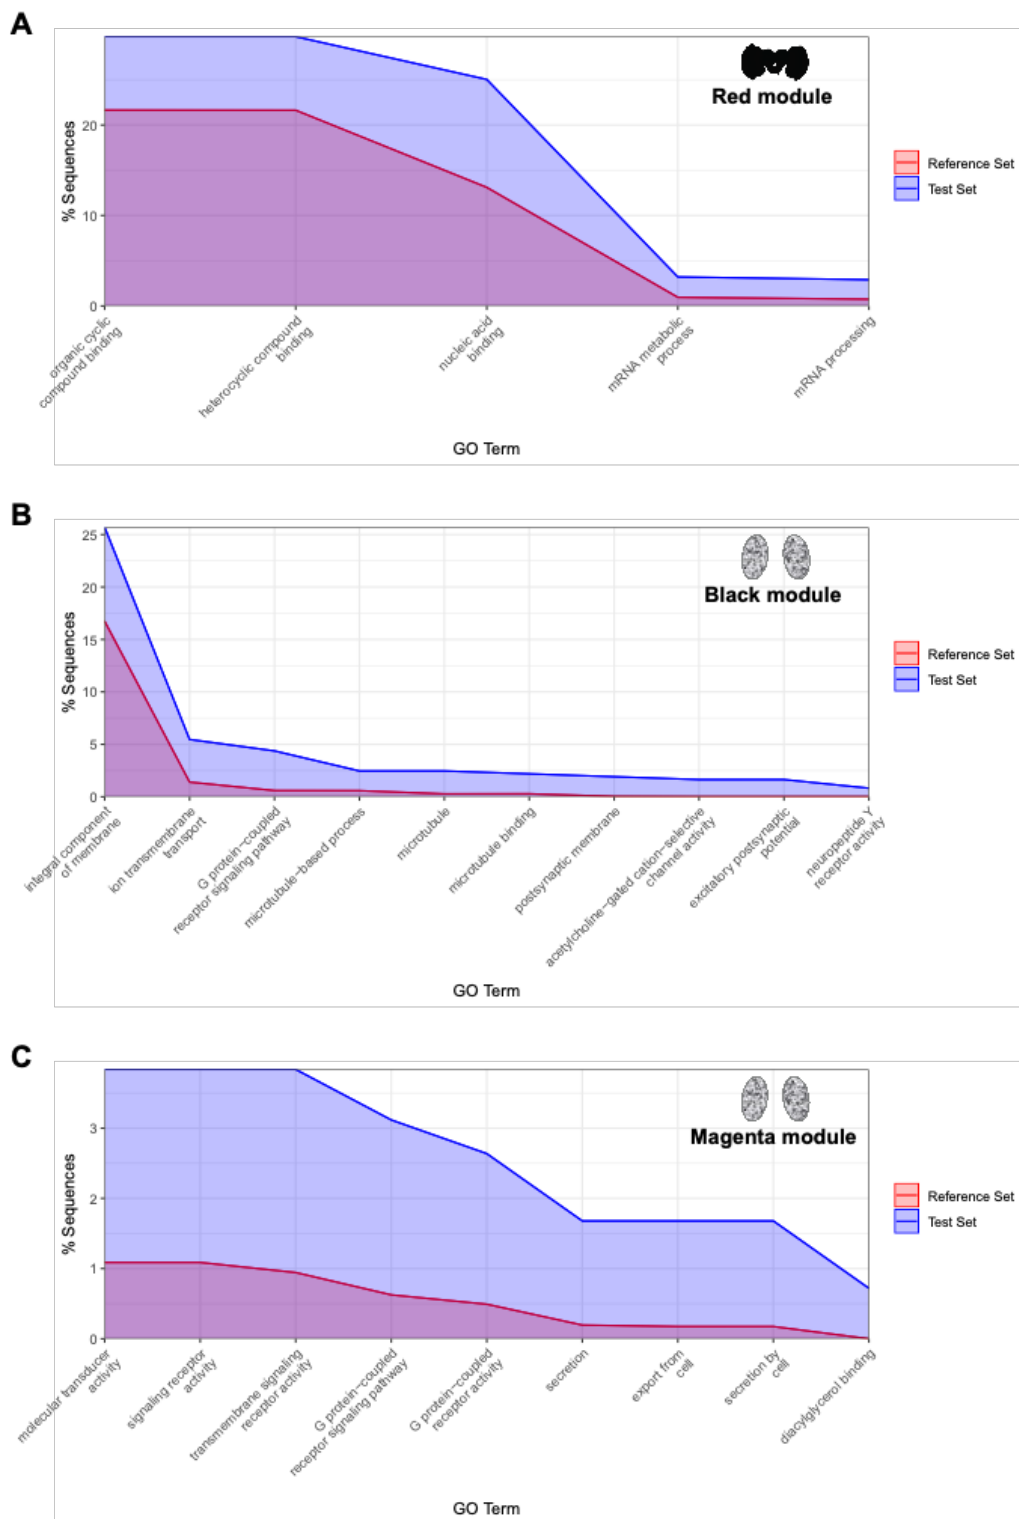 A
Red module
% Sequences
20
10
0
organic cyclic
compound binding
heterocyclic compound
binding
nucleic acid
binding
mRNA metabolic
process
mRNA processing
GO Term
Reference Set
Test Set
B
Black module
% Sequences
25
20
15
10
5
0
integral component
of membrane
ion transmembrane
transport
G protein-coupled
receptor signaling pathway
microtubule-based process
microtubule
microtubule binding
postsynaptic membrane
acetylcholine-gated cation-selective
channel activity
excitatory postsynaptic
potential
neuropeptide Y
receptor activity
GO Term
Reference Set
Test Set
C
Magenta module
% Sequences
3
2
1
0
molecular transducer
activity
signaling receptor
activity
transmembrane signaling
receptor activity
G protein-coupled
receptor signaling pathway
G protein-coupled
receptor activity
secretion
export from
cell
secretion by
cell
diacylglycerol binding
GO Term
Reference Set
Test Set